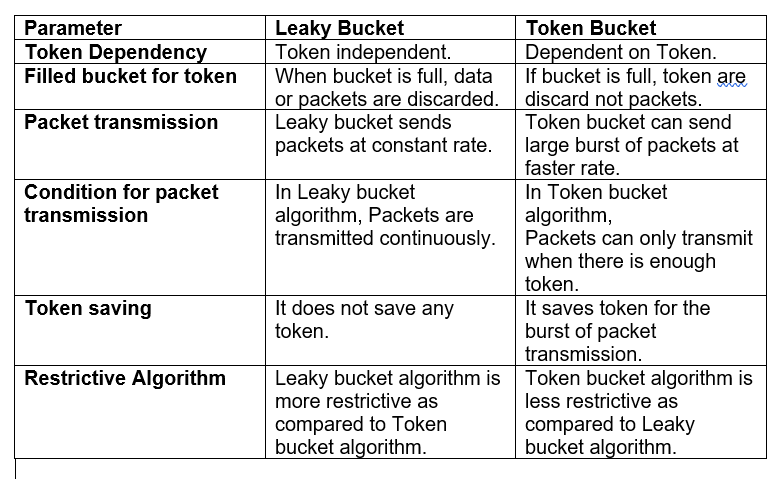 Parameter
Leaky Bucket
Token Bucket
Token Dependency
Token independent.
Dependent on Token.
Filled bucket for token
When bucket is full, data
or packets are discarded.
If bucket is full, token are
discard not packets.
Packet transmission
Leaky bucket sends
packets at constant rate.
Token bucket can send
large burst of packets at
faster rate.
Condition for packet
transmission
In Leaky bucket
algorithm, Packets are
transmitted continuously.
In Token bucket
algorithm,
Packets can only transmit
when there is enough
token.
Token saving
It does not save any
token.
It saves token for the
burst of packet
transmission.
Restrictive Algorithm
Leaky bucket algorithm is
more restrictive as
compared to Token
bucket algorithm.
Token bucket algorithm is
less restrictive as
compared to Leaky
bucket algorithm.